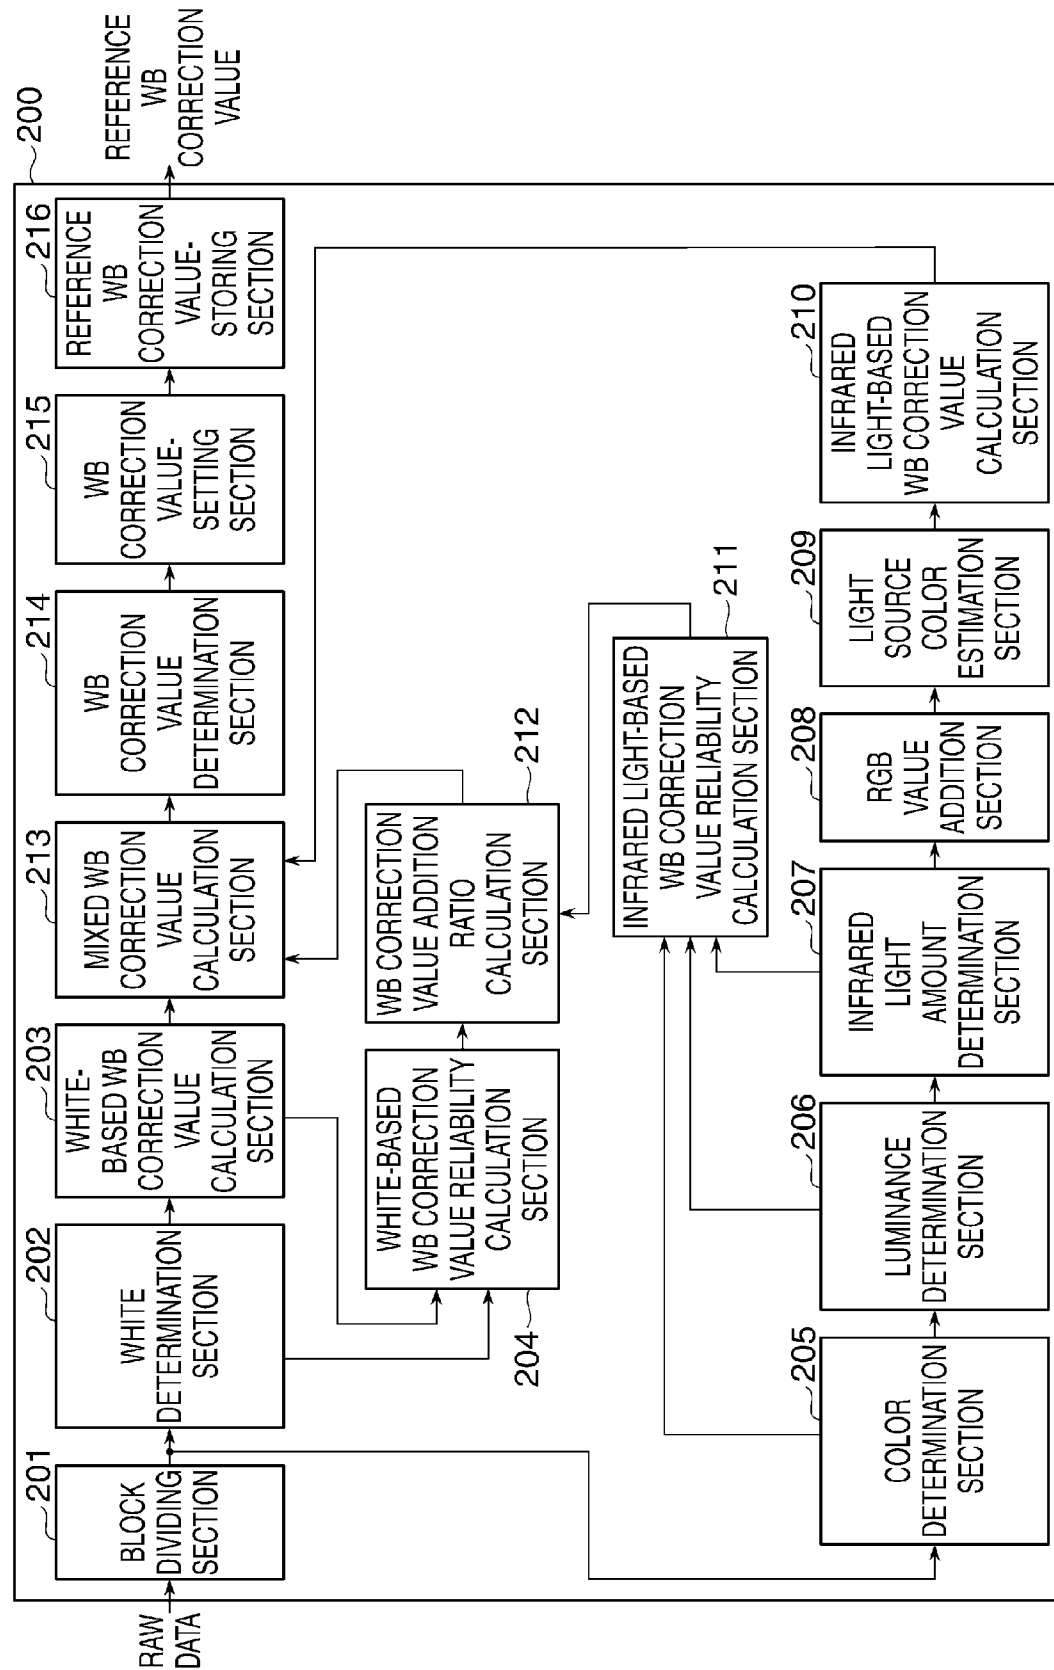 200
RAW
DATA
201
BLOCK
DIVIDING
SECTION
202
WHITE
DETERMINATION
SECTION
203
WHITE-
BASED WB
CORRECTION
VALUE
CALCULATION
SECTION
213
MIXED WB
CORRECTION
VALUE
CALCULATION
SECTION
214
WB
CORRECTION
VALUE
DETERMINATION
SECTION
215
WB
CORRECTION
VALUE-
SETTING
SECTION
216
REFERENCE
WB
CORRECTION
VALUE-
STORING
SECTION
REFERENCE
WB
CORRECTION
VALUE
WHITE-BASED
WB CORRECTION
VALUE RELIABILITY
CALCULATION
SECTION
204
WB CORRECTION
VALUE ADDITION
RATIO
CALCULATION
SECTION
212
INFRARED LIGHT-BASED
WB CORRECTION
VALUE RELIABILITY
CALCULATION SECTION
211
205
COLOR
DETERMINATION
SECTION
206
LUMINANCE
DETERMINATION
SECTION
207
INFRARED
LIGHT
AMOUNT
DETERMINATION
SECTION
208
RGB
VALUE
ADDITION
SECTION
209
LIGHT
SOURCE
COLOR
ESTIMATION
SECTION
210
INFRARED
LIGHT-BASED
WB CORRECTION
VALUE
CALCULATION
SECTION